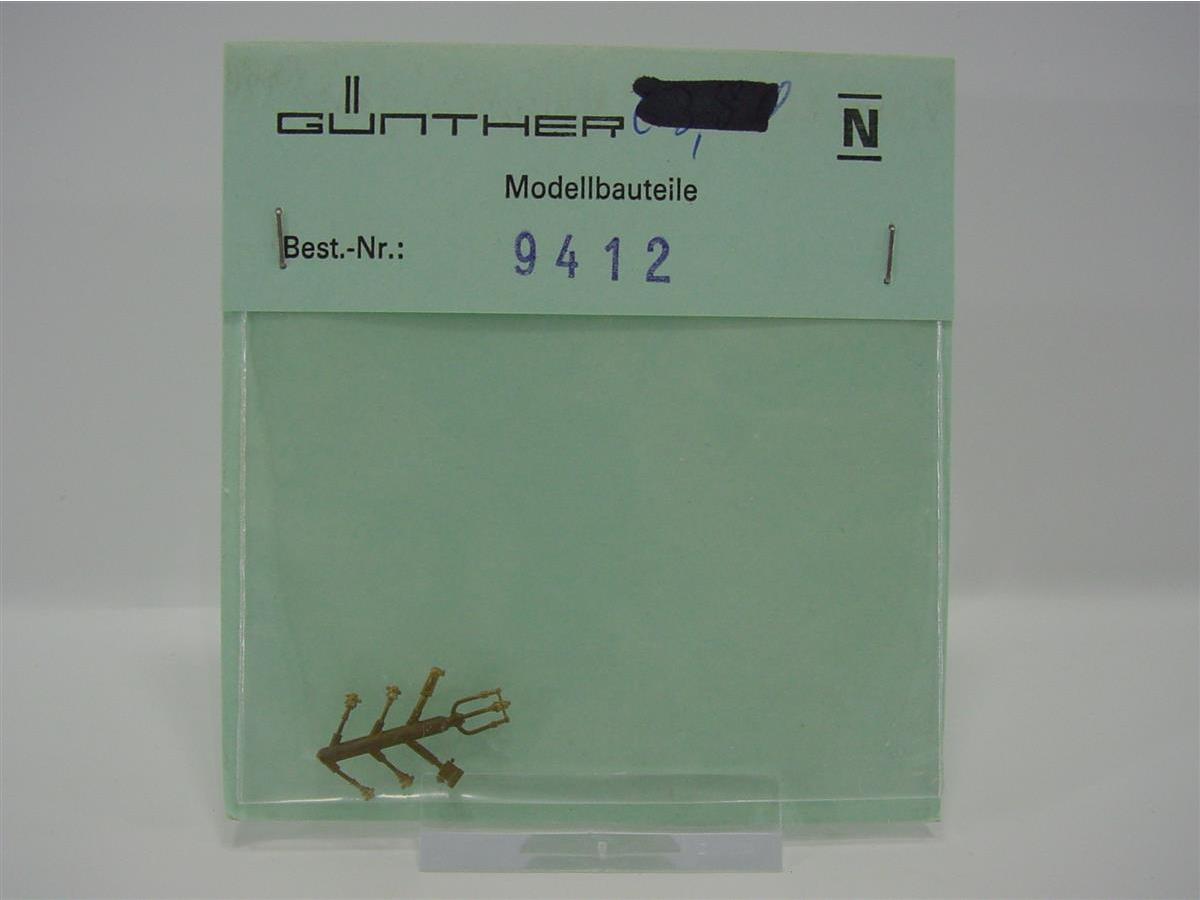 GÜNTHER
N
Modellbauteile
Best.-Nr.: 9412